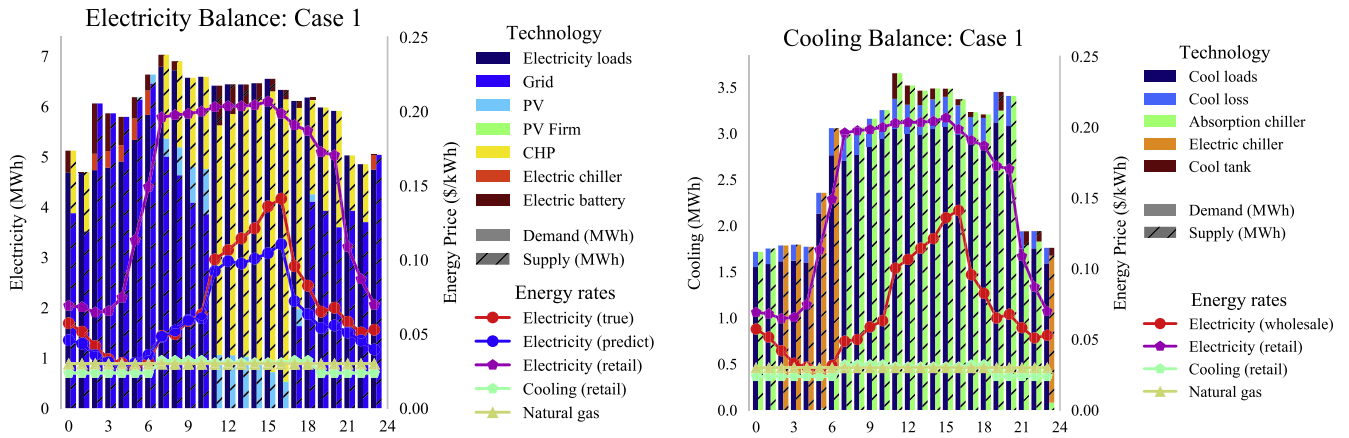 Electricity Balance: Case 1
Electricity (MWh)
7
6
5
4
3
2
1
0
0
3
6
9
12
15
18
21
24
0.25
0.20
0.15
0.10
0.05
0.00
Energy Price ($/kWh)
Technology
Electricity loads
Grid
PV
PV Firm
CHP
Electric chiller
Electric battery
Demand (MWh)
Supply (MWh)
Energy rates
Electricity (true)
Electricity (predict)
Electricity (retail)
Cooling (retail)
Natural gas
Cooling Balance: Case 1
Cooling (MWh)
3.5
3.0
2.5
2.0
1.5
1.0
0.5
0.0
0
3
6
9
12
15
18
21
24
0.25
0.20
0.15
0.10
0.05
0.00
Energy Price ($/kWh)
Technology
Cool loads
Cool loss
Absorption chiller
Electric chiller
Cool tank
Demand (MWh)
Supply (MWh)
Energy rates
Electricity (wholesale)
Electricity (retail)
Cooling (retail)
Natural gas